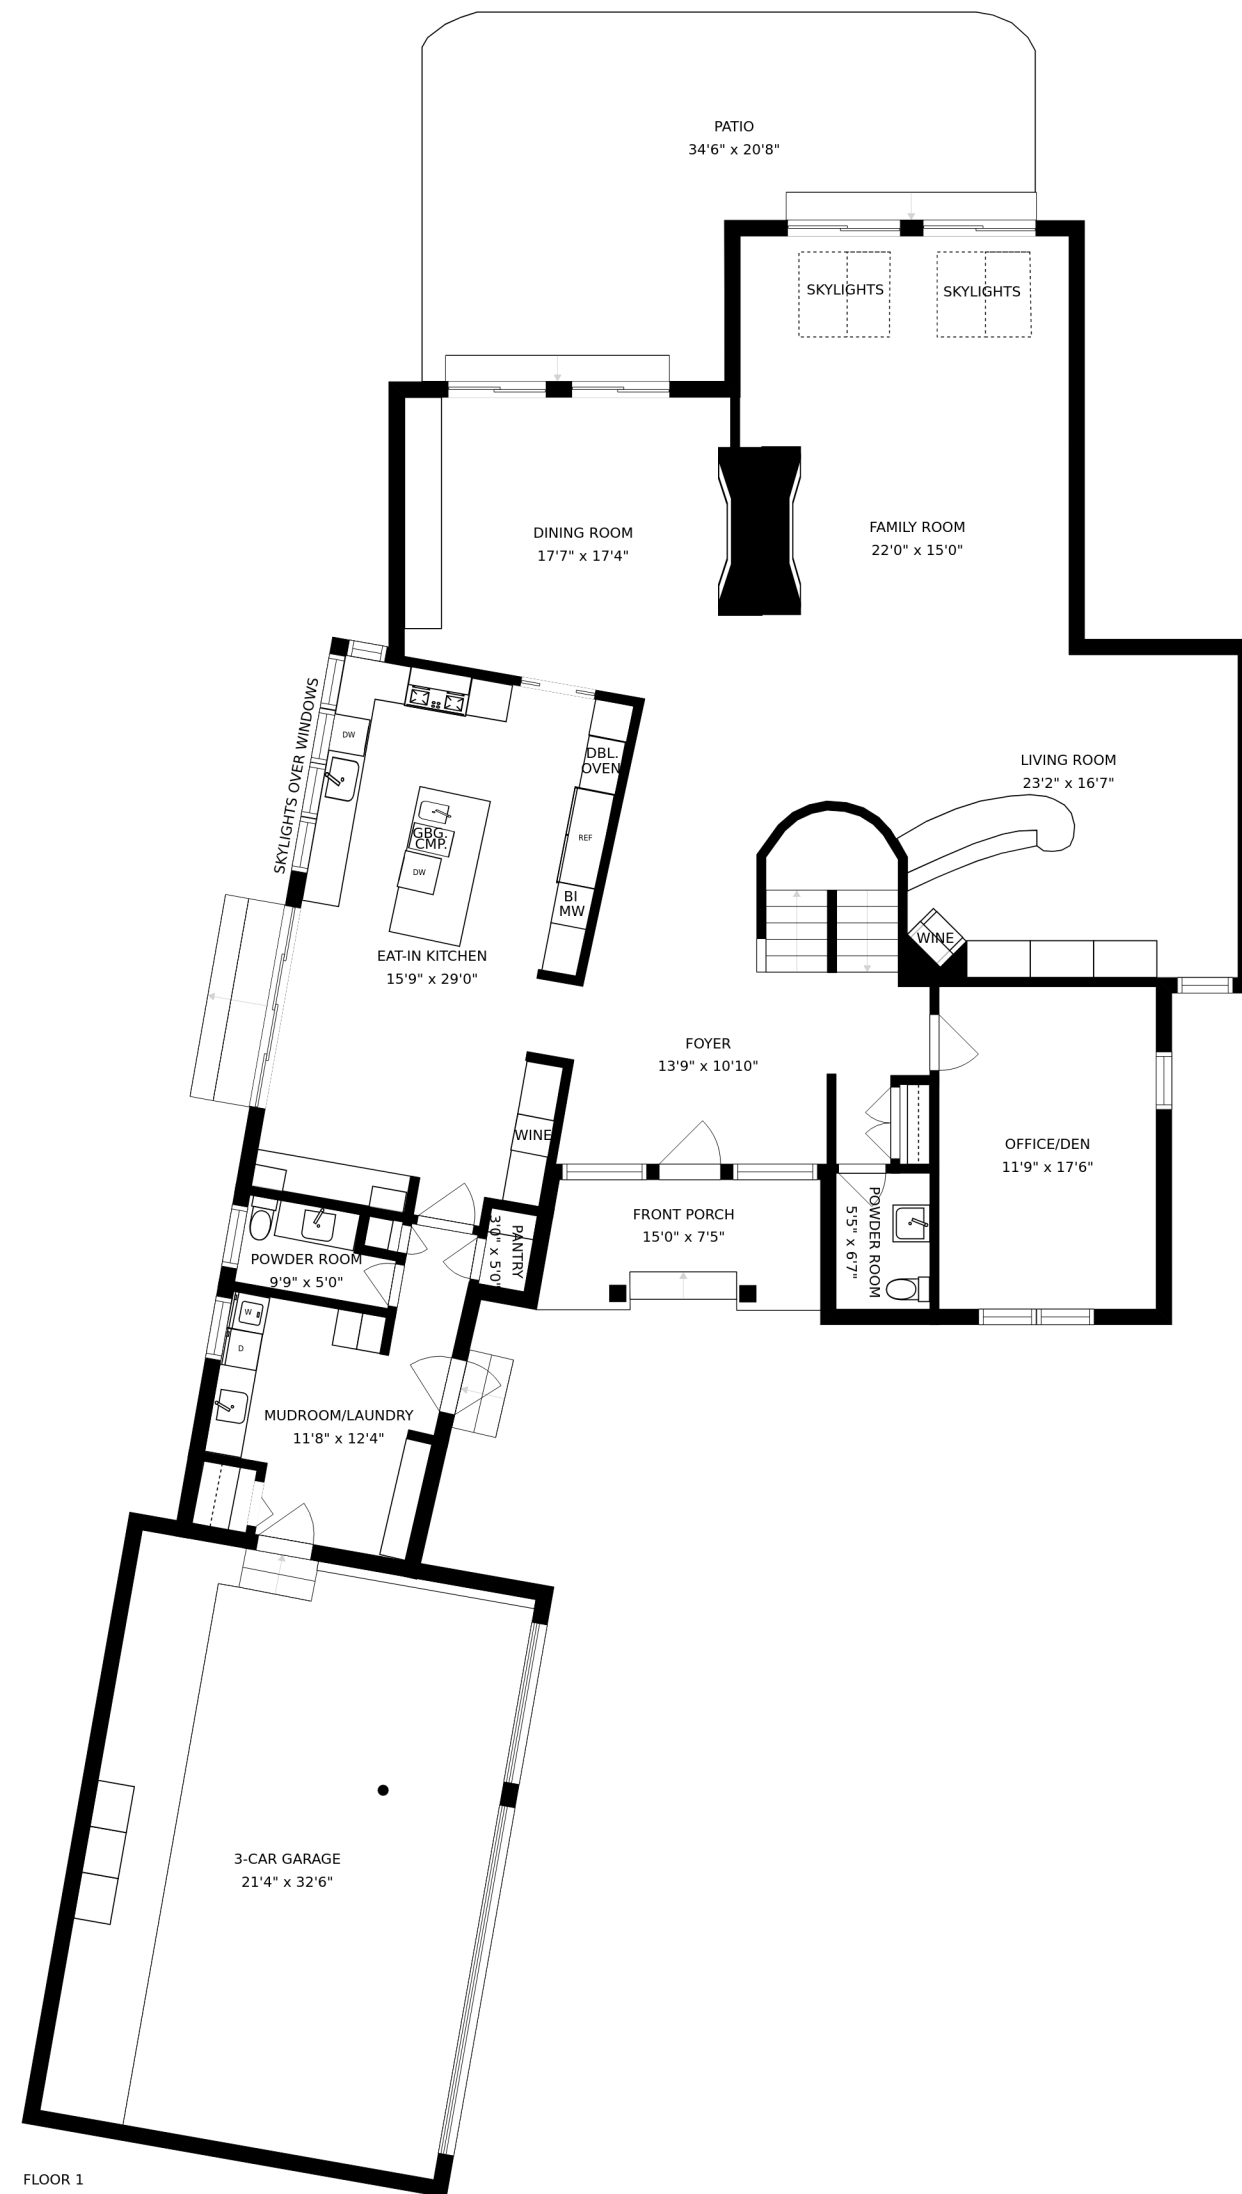 PATIO
34'6" x 20'8"
SKYLIGHTS
SKYLIGHTS
DINING ROOM
17'7" x 17'4"
FAMILY ROOM
22'0" x 15'0"
SKYLIGHTS OVER WINDOWS
DW
DBL.
OVEN
LIVING ROOM
23'2" x 16'7"
GBG.
CMP.
REF
DW
BI
MW
WINE
EAT-IN KITCHEN
15'9" x 29'0"
FOYER
13'9" x 10'10"
WINE
OFFICE/DEN
11'9" x 17'6"
FRONT PORCH
15'0" x 7'5"
POWDER ROOM
5'5" x 6'7"
PANTRY
3'0" x 5'0"
POWDER ROOM
9'9" x 5'0"
W
D
MUDROOM/LAUNDRY
11'8" x 12'4"
3-CAR GARAGE
21'4" x 32'6"
FLOOR 1